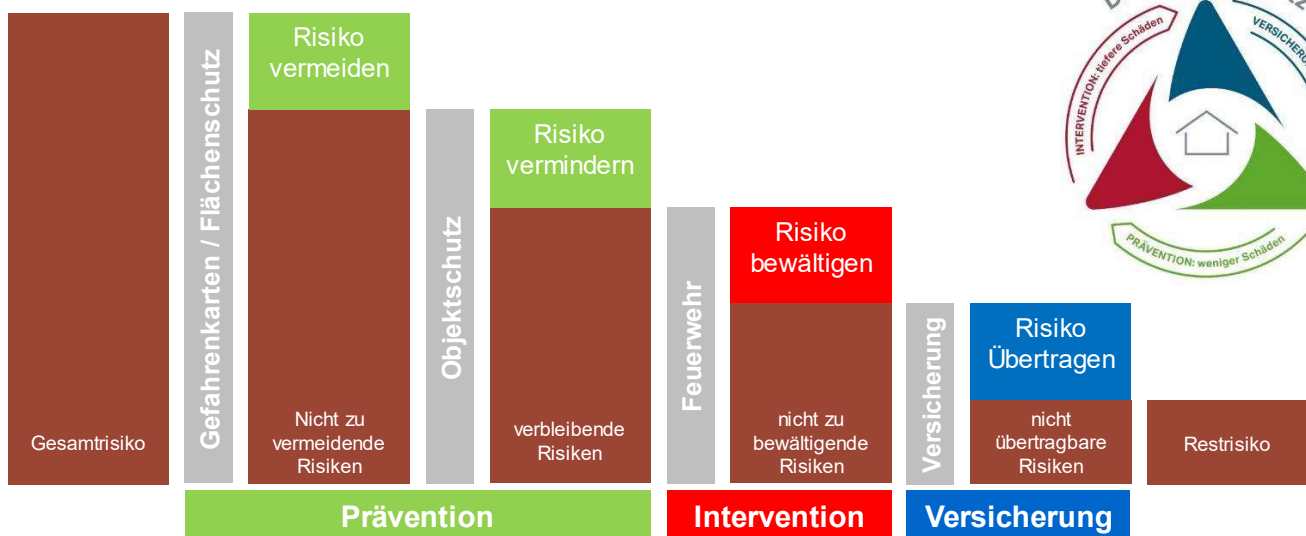 Gesamtrisiko
Gefahrenkarten / Flächenschutz
Risiko
vermeiden
Nicht zu
vermeidende
Risiken
Objektschutz
Risiko
vermindern
verbleibende
Risiken
Feuerwehr
Risiko
bewältigen
nicht zu
bewältigende
Risiken
Versicherung
Risiko
Übertragen
nicht
übertragbare
Risiken
Restrisiko
Prävention
Intervention
Versicherung
INTERVENTION: tiefere Schäden
PRÄVENTION: weniger Schäden